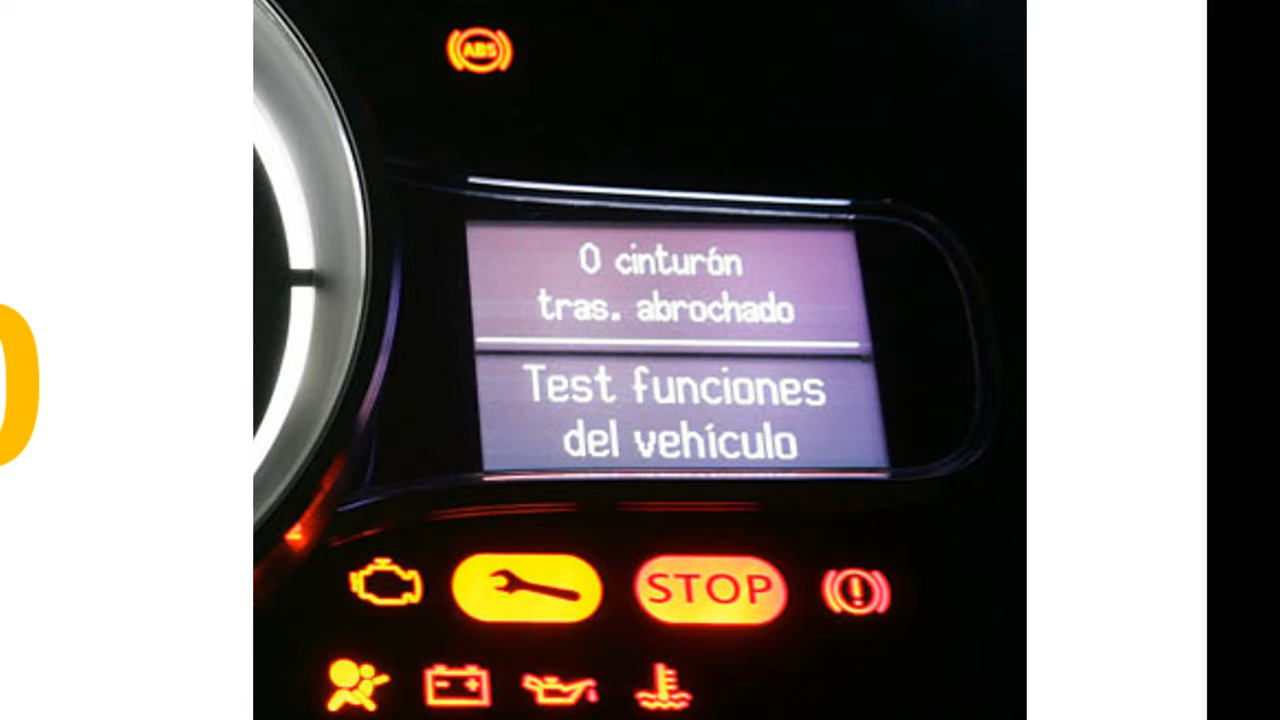 ABS
0 cinturón
tras. abrochado
Test funciones
del vehículo
STOP